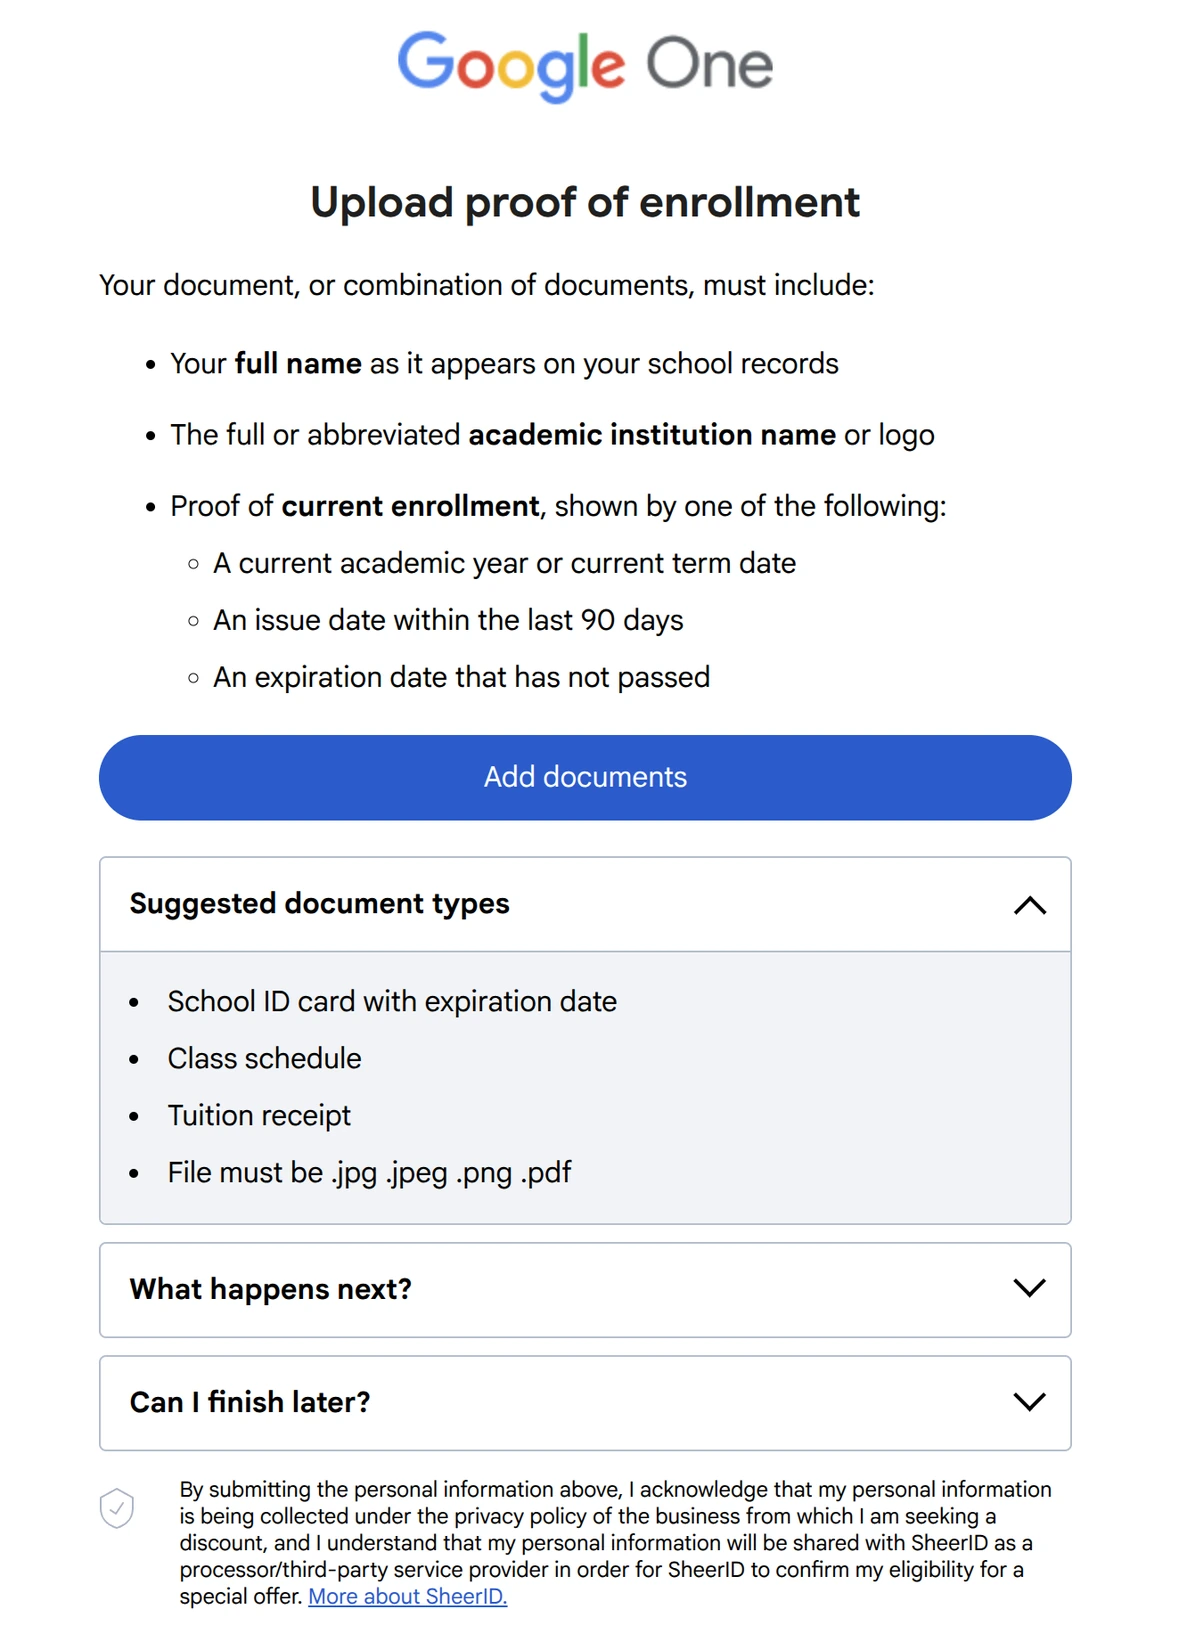 Google One
Upload proof of enrollment
Your document, or combination of documents, must include:
• Your full name as it appears on your school records
• The full or abbreviated academic institution name or logo
• Proof of current enrollment, shown by one of the following:
◦ A current academic year or current term date
◦ An issue date within the last 90 days
◦ An expiration date that has not passed
Add documents
Suggested document types
• School ID card with expiration date
• Class schedule
• Tuition receipt
• File must be .jpg .jpeg .png .pdf
What happens next?
Can I finish later?
By submitting the personal information above, I acknowledge that my personal information
is being collected under the privacy policy of the business from which I am seeking a
discount, and I understand that my personal information will be shared with SheerID as a
processor/third-party service provider in order for SheerID to confirm my eligibility for a
special offer. More about SheerID.